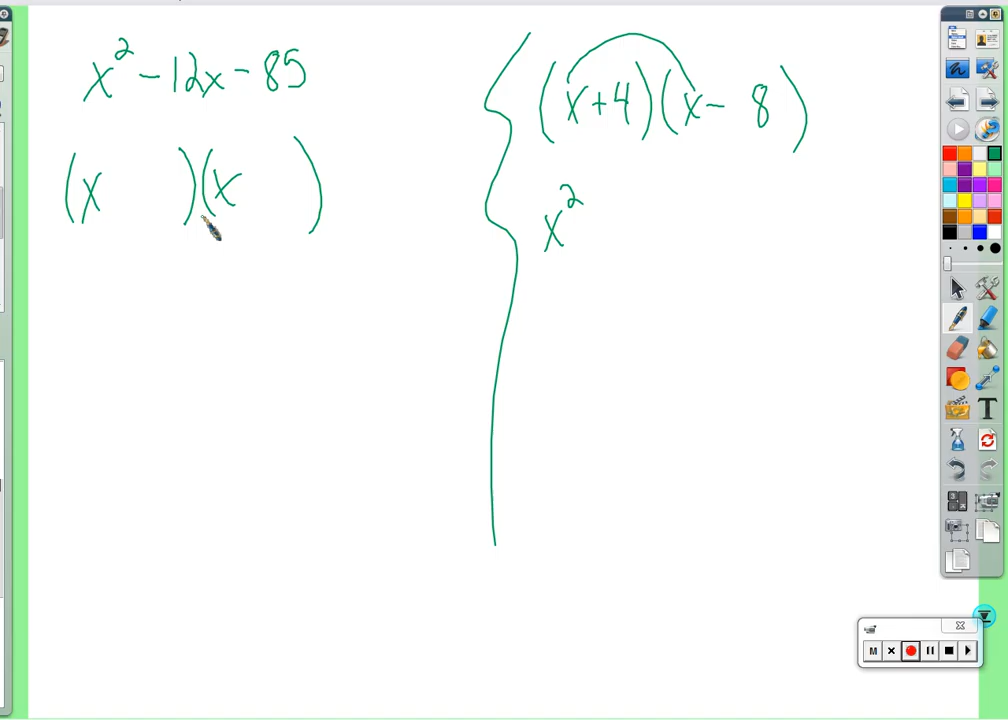 x² - 12x - 85
(x )(x )
(x+4)(x- 8)
x²
T
M